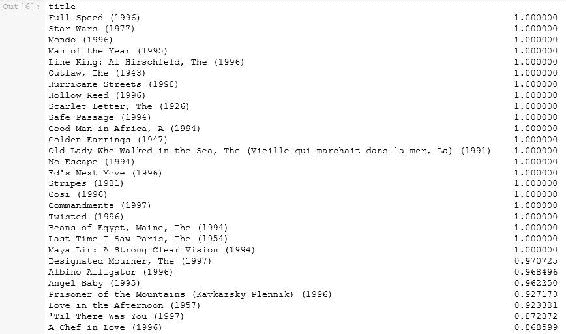 Out[6]: title
Full Speed (1996) 1.000000
Star Wars (1977) 1.000000
Mondo (1996) 1.000000
Man of the Year (1995) 1.000000
Line King: Al Hirschfeld, The (1996) 1.000000
Outlaw, The (1943) 1.000000
Hurricane Streets (1998) 1.000000
Hollow Reed (1996) 1.000000
Scarlet Letter, The (1926) 1.000000
Safe Passage (1994) 1.000000
Good Man in Africa, A (1994) 1.000000
Golden Earrings (1947) 1.000000
Old Lady Who Walked in the Sea, The (Vieille qui marchait dans la mer, La) (1991) 1.000000
No Escape (1994) 1.000000
Ed's Next Move (1996) 1.000000
Stripes (1981) 1.000000
Cosi (1996) 1.000000
Commandments (1997) 1.000000
Twisted (1996) 1.000000
Beans of Egypt, Maine, The (1994) 1.000000
Last Time I Saw Paris, The (1954) 1.000000
Maya Lin: A Strong Clear Vision (1994) 1.000000
Designated Mourner, The (1997) 0.970725
Albino Alligator (1996) 0.968496
Angel Baby (1995) 0.962250
Prisoner of the Mountains (Kavkazsky Plennik) (1996) 0.927173
Love in the Afternoon (1957) 0.923381
'Til There Was You (1997) 0.872872
A Chef in Love (1996) 0.868599